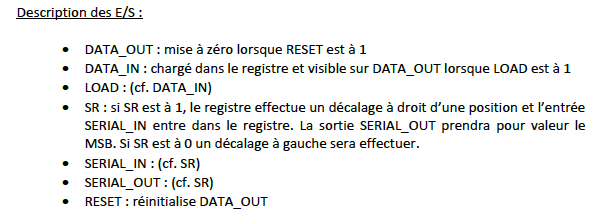 Description des E/S :
• DATA_OUT : mise à zéro lorsque RESET est à 1
• DATA_IN : chargé dans le registre et visible sur DATA_OUT lorsque LOAD est à 1
• LOAD : (cf. DATA_IN)
• SR : si SR est à 1, le registre effectue un décalage à droit d'une position et l'entrée
SERIAL_IN entre dans le registre. La sortie SERIAL_OUT prendra pour valeur le
MSB. Si SR est à 0 un décalage à gauche sera effectuer.
• SERIAL_IN : (cf. SR)
• SERIAL_OUT : (cf. SR)
• RESET : réinitialise DATA_OUT